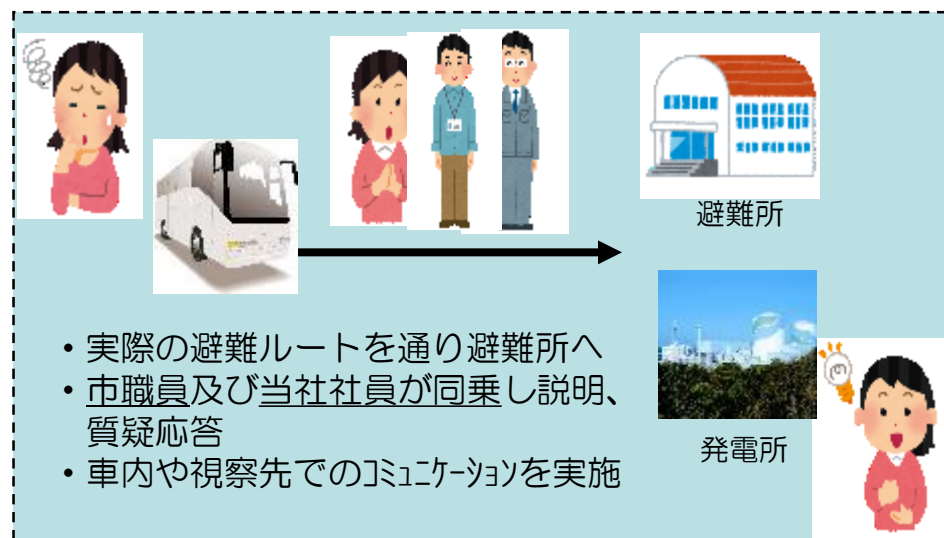 避難所
・実際の避難ルートを通り避難所へ
・市職員及び当社社員が同乗し説明、
質疑応答
・車内や視察先でのｺﾐｭﾆｹｰｼｮﾝを実施
発電所